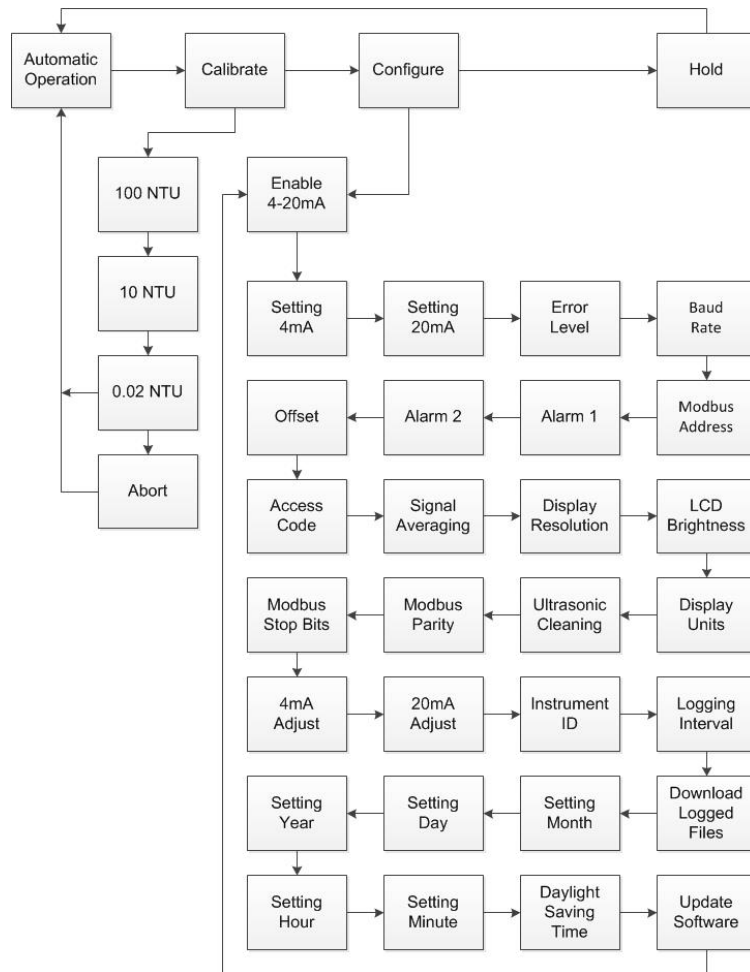 Automatic
Operation
Calibrate
Configure
Hold
100 NTU
Enable
4-20mA
10 NTU
Setting
4mA
Setting
20mA
Error
Level
Baud
Rate
0.02 NTU
Offset
Alarm 2
Alarm 1
Modbus
Address
Abort
Access
Code
Signal
Averaging
Display
Resolution
LCD
Brightness
Modbus
Stop Bits
Modbus
Parity
Ultrasonic
Cleaning
Display
Units
4mA
Adjust
20mA
Adjust
Instrument
ID
Logging
Interval
Setting
Year
Setting
Day
Setting
Month
Download
Logged
Files
Setting
Hour
Setting
Minute
Daylight
Saving
Time
Update
Software